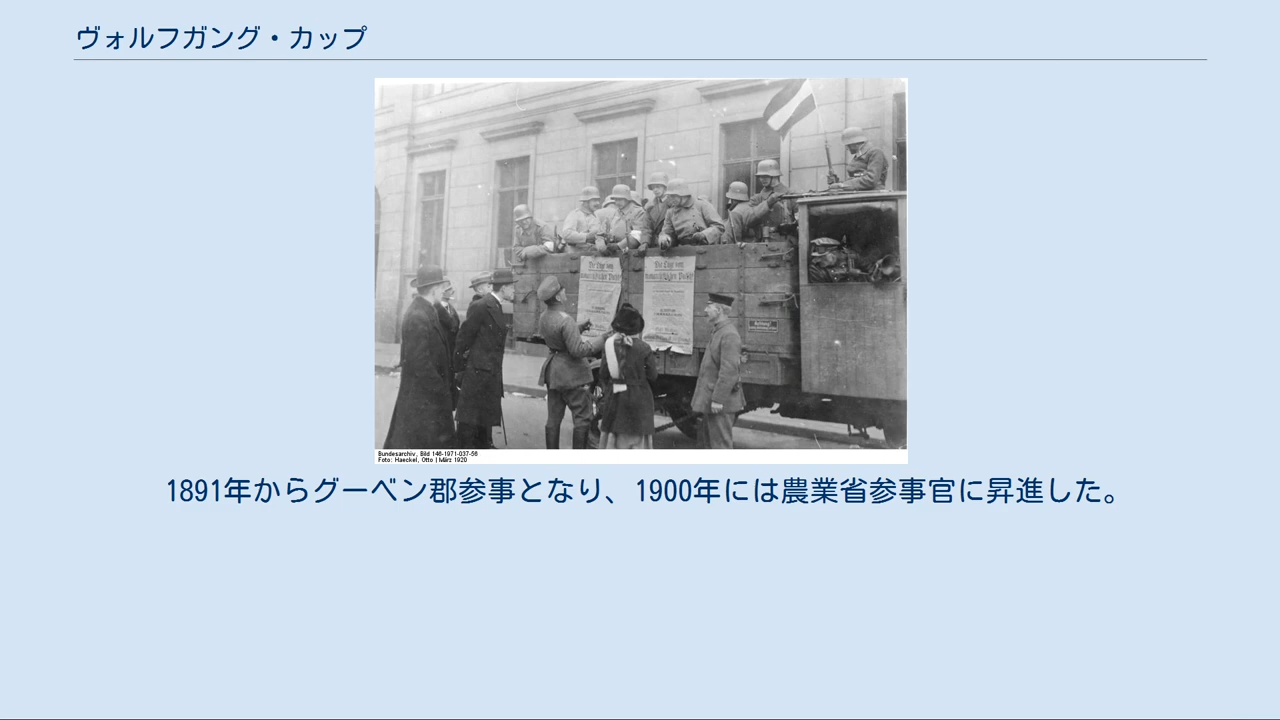 ヴォルフガング・カップ
Bundesarchiv, Bild 146-1971-037-56
Foto: Haeckel, Otto | März 1920
1891年からグーベン郡参事となり、1900年には農業省参事官に昇進した。